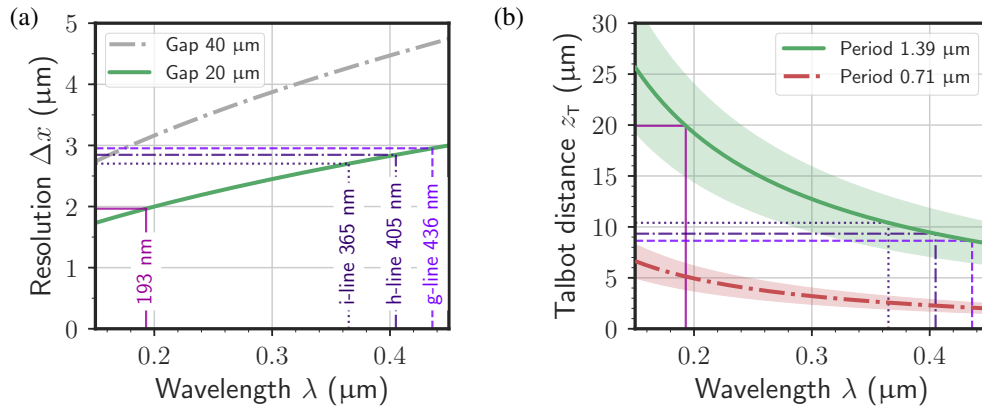 (a)
Resolution Δx (μm)
5
4
3
2
1
0
Gap 40 μm
Gap 20 μm
193 nm
i-line 365 nm
h-line 405 nm
g-line 436 nm
0.2
0.3
0.4
Wavelength λ (μm)
(b)
Talbot distance z_T (μm)
30
25
20
15
10
5
0
Period 1.39 μm
Period 0.71 μm
0.2
0.3
0.4
Wavelength λ (μm)